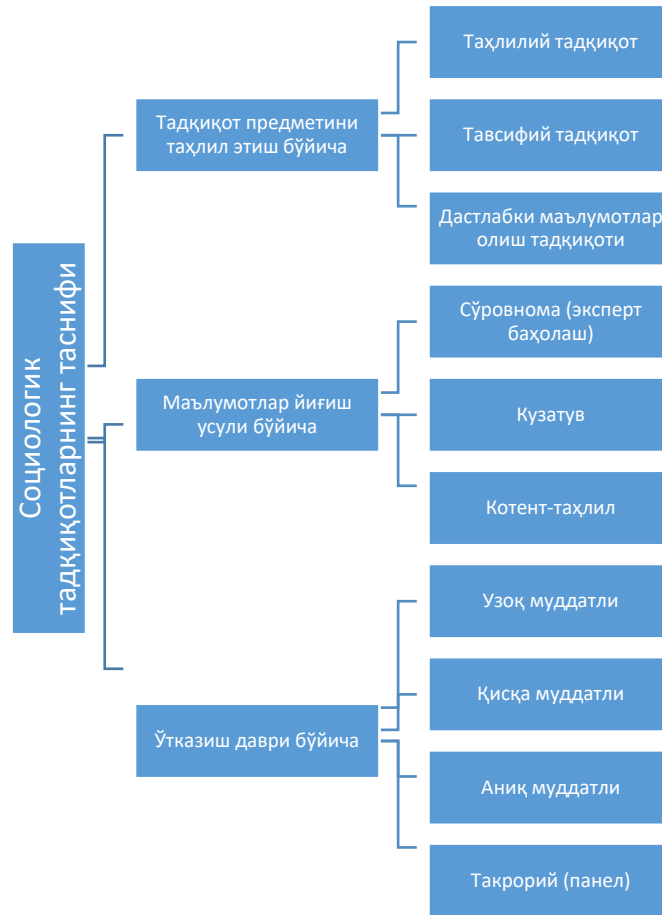 Социологик
тадқиқотларнинг таснифи
Тадқиқот предметини
таҳлил этиш бўйича
Таҳлилий тадқиқот
Тавсифий тадқиқот
Дастлабки маълумотлар
олиш тадқиқоти
Маълумотлар йиғиш
усули бўйича
Сўровнома (эксперт
баҳолаш)
Кузатув
Котент-таҳлил
Ўтказиш даври бўйича
Узоқ муддатли
Қисқа муддатли
Аниқ муддатли
Такрорий (панел)